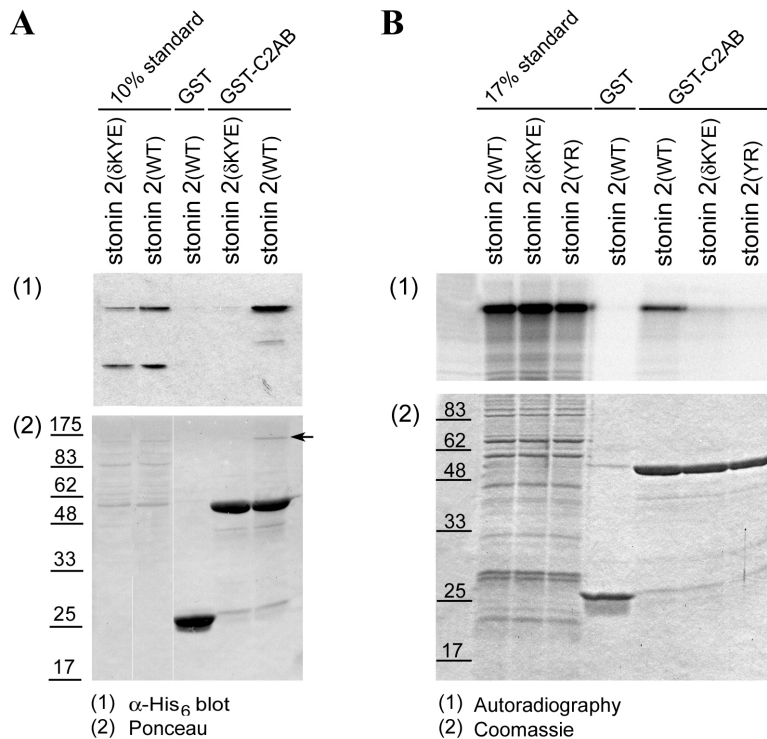 A
B
10% standard
GST
GST-C2AB
stonin 2(δKYE)
stonin 2(WT)
stonin 2(WT)
stonin 2(δKYE)
stonin 2(WT)
17% standard
GST
GST-C2AB
stonin 2(WT)
stonin 2(δKYE)
stonin 2(YR)
stonin 2(WT)
stonin 2(WT)
stonin 2(δKYE)
stonin 2(YR)
(1)
(1)
(2)
175
83
62
48
33
25
17
(2)
83
62
48
33
25
17
(1) α-His6 blot
(2) Ponceau
(1) Autoradiography
(2) Coomassie